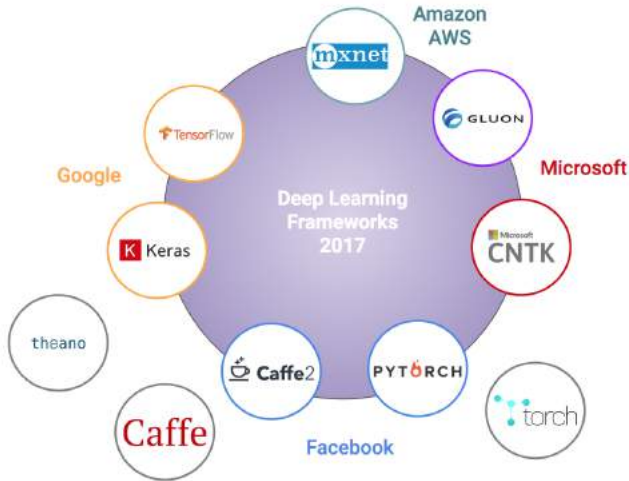 Amazon
AWS
mxnet
GLUON
TensorFlow
Google
Microsoft
Deep Learning
Frameworks
2017
K Keras
Microsoft
CNTK
theano
Caffe2
PYTORCH
Caffe
torch
Facebook